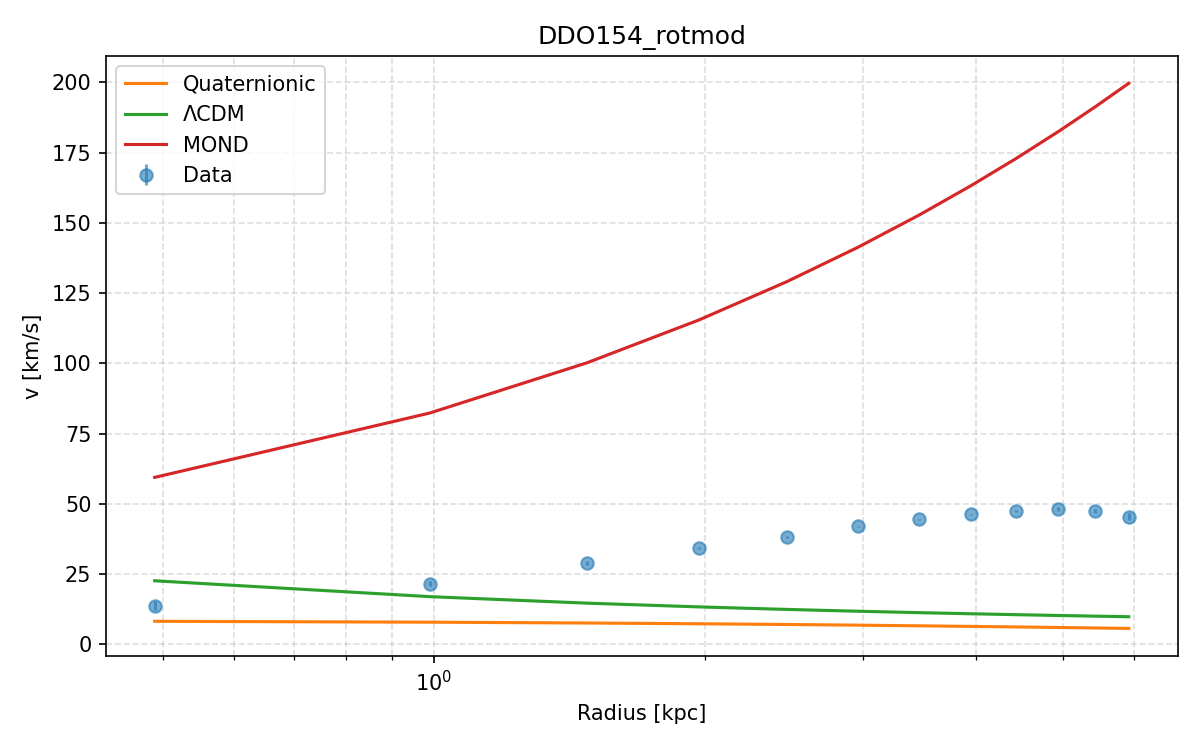 DDO154_rotmod
Quaternionic
ΛCDM
MOND
Data
200
175
150
125
100
75
50
25
0
v [km/s]
10⁰
Radius [kpc]